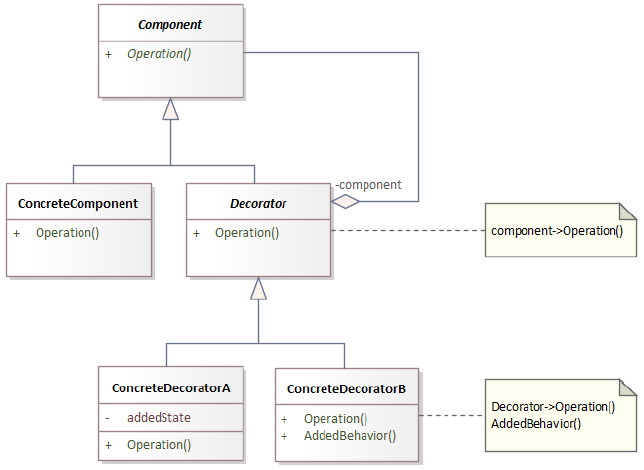 Component
+ Operation()
-component
ConcreteComponent
+ Operation()
Decorator
+ Operation()
component->Operation()
ConcreteDecoratorA
- addedState
+ Operation()
ConcreteDecoratorB
+ Operation()
+ AddedBehavior()
Decorator->Operation()
AddedBehavior()